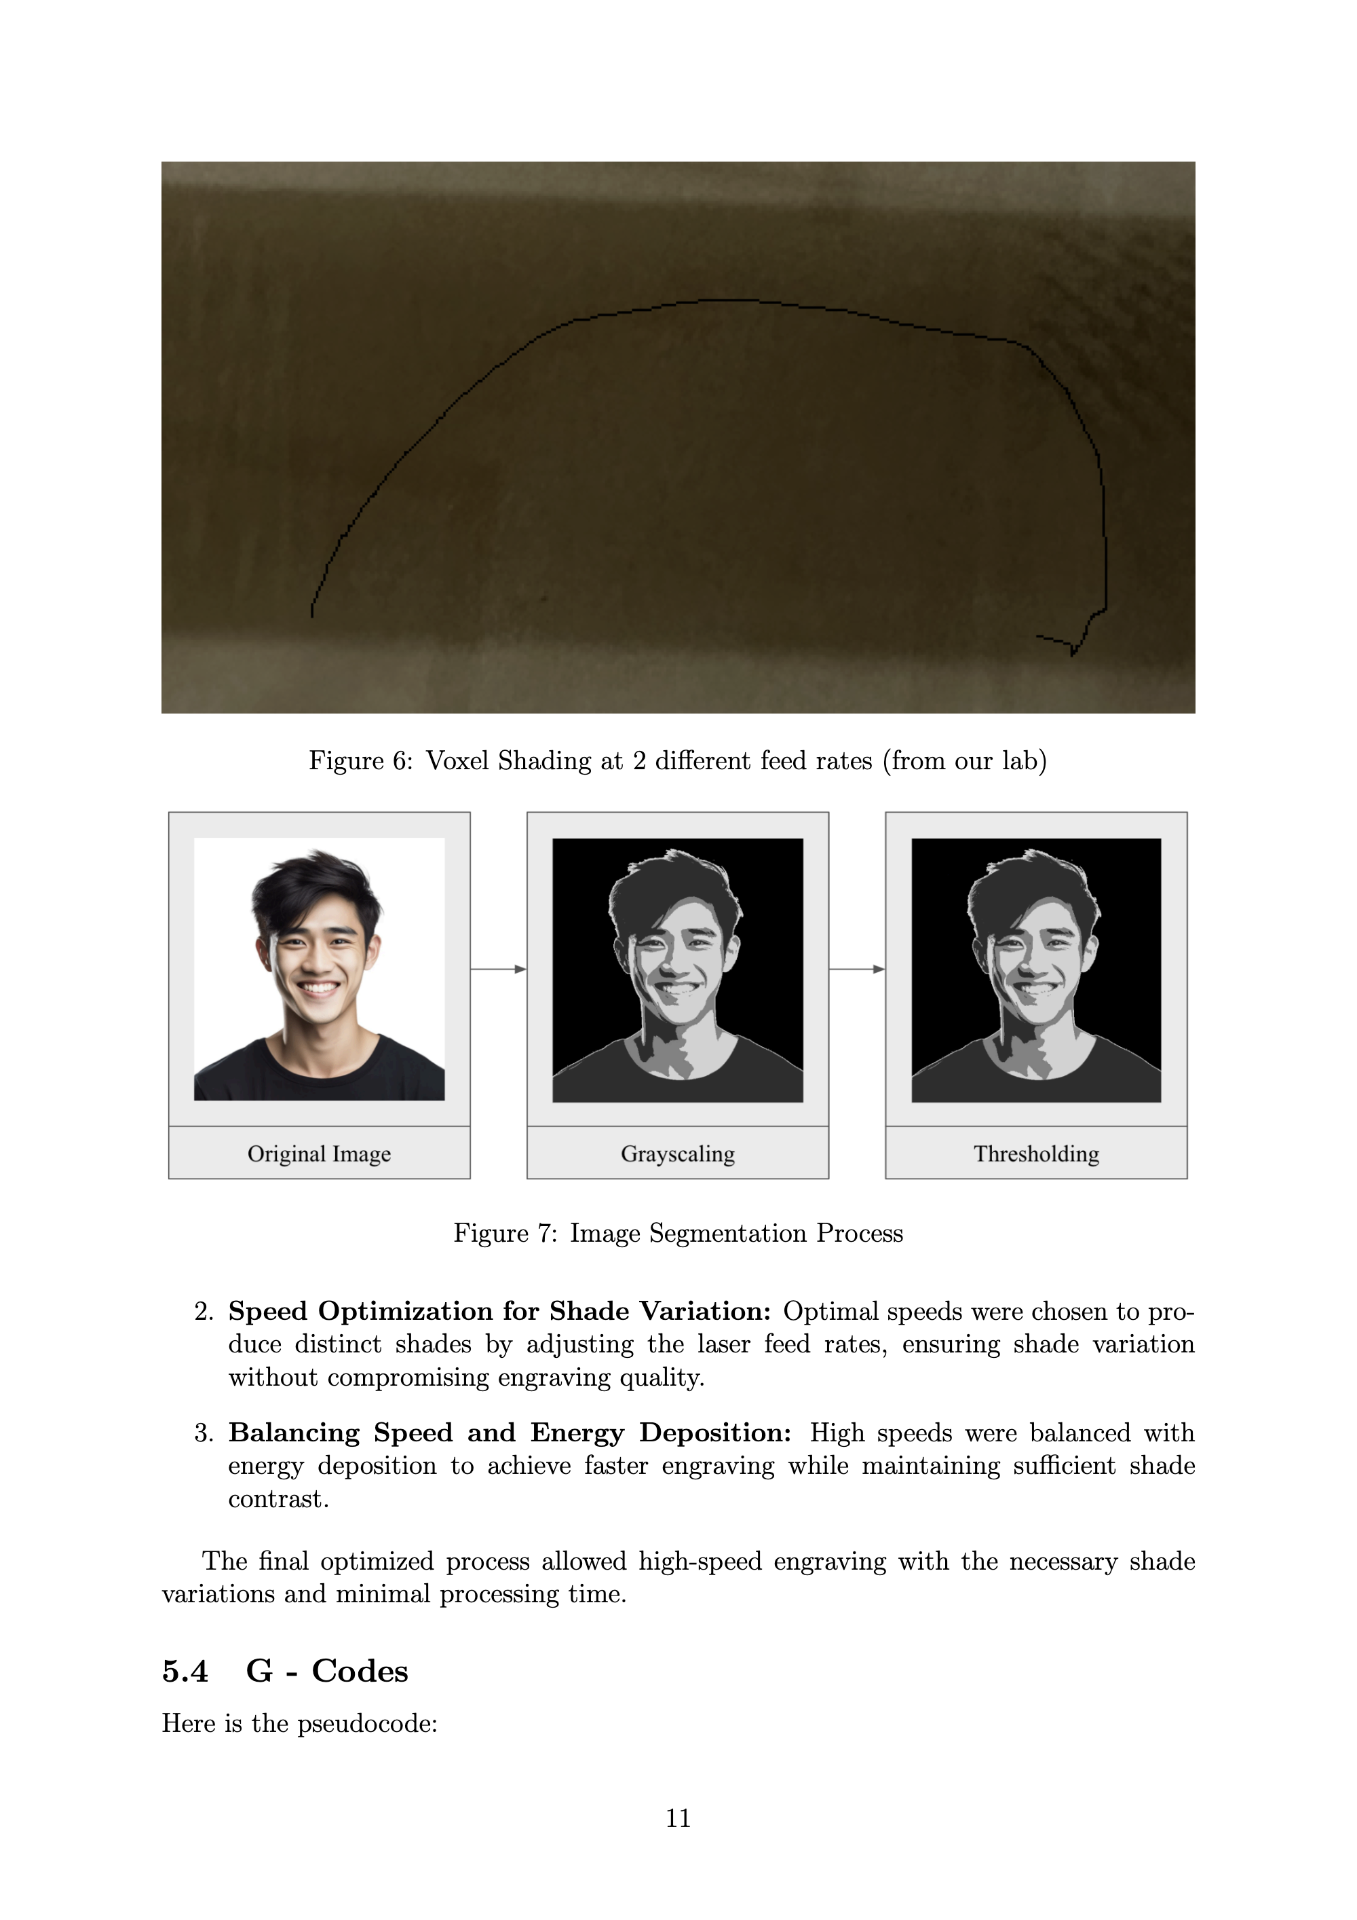 Figure 6: Voxel Shading at 2 different feed rates (from our lab)
Original Image
Grayscaling
Thresholding
Figure 7: Image Segmentation Process
2. Speed Optimization for Shade Variation: Optimal speeds were chosen to pro-
duce distinct shades by adjusting the laser feed rates, ensuring shade variation
without compromising engraving quality.
3. Balancing Speed and Energy Deposition: High speeds were balanced with
energy deposition to achieve faster engraving while maintaining sufficient shade
contrast.
The final optimized process allowed high-speed engraving with the necessary shade
variations and minimal processing time.
5.4 G - Codes
Here is the pseudocode:
11